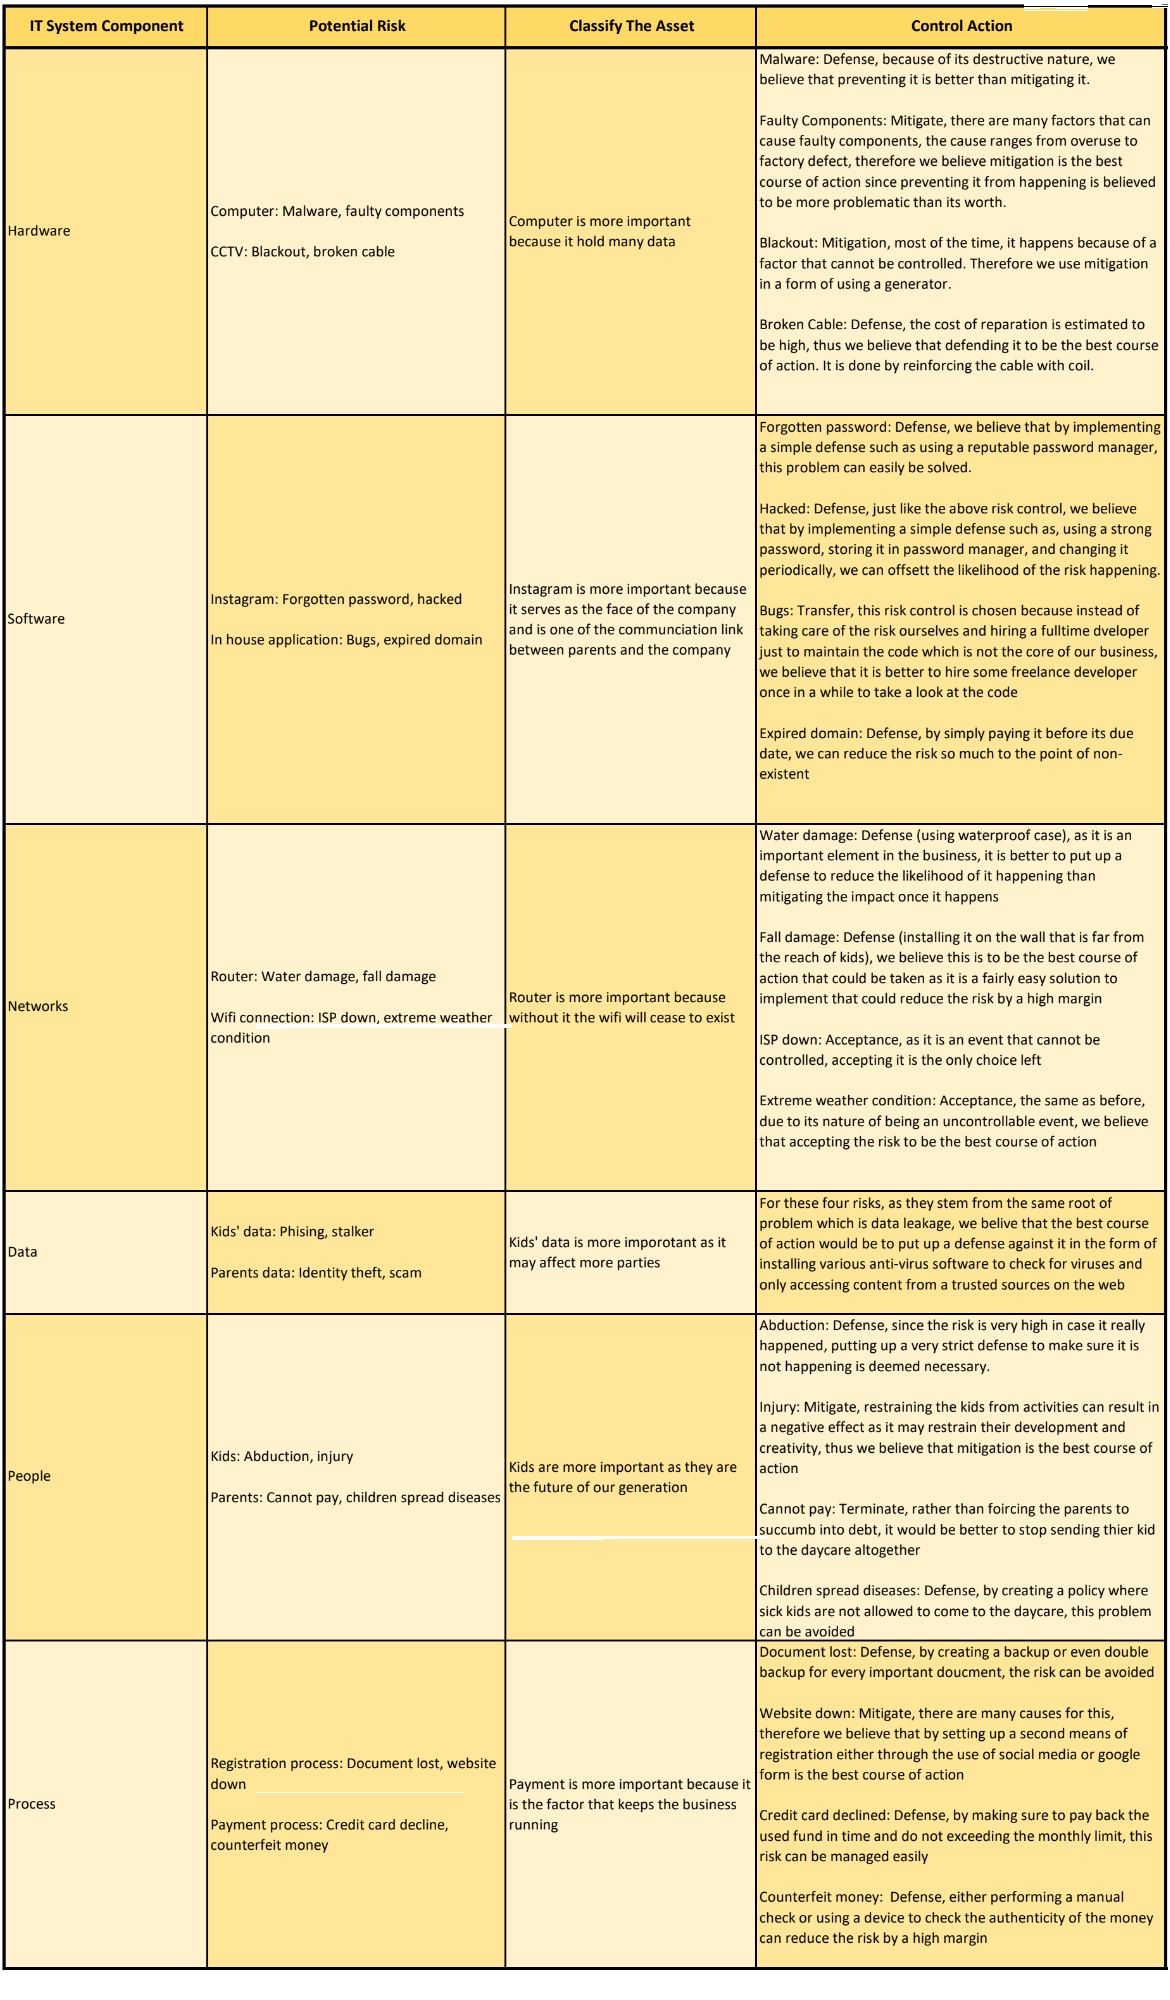 IT System Component
Potential Risk
Classify The Asset
Control Action
Hardware
Computer: Malware, faulty components
CCTV: Blackout, broken cable
Computer is more important
because it hold many data
Malware: Defense, because of its destructive nature, we
believe that preventing it is better than mitigating it.
Faulty Components: Mitigate, there are many factors that can
cause faulty components, the cause ranges from overuse to
factory defect, therefore we believe mitigation is the best
course of action since preventing it from happening is believed
to be more problematic than its worth.
Blackout: Mitigation, most of the time, it happens because of a
factor that cannot be controlled. Therefore we use mitigation
in a form of using a generator.
Broken Cable: Defense, the cost of reparation is estimated to
be high, thus we believe that defending it to be the best course
of action. It is done by reinforcing the cable with coil.
Software
Instagram: Forgotten password, hacked
In house application: Bugs, expired domain
Instagram is more important because
it serves as the face of the company
and is one of the communciation link
between parents and the company
Forgotten password: Defense, we believe that by implementing
a simple defense such as using a reputable password manager,
this problem can easily be solved.
Hacked: Defense, just like the above risk control, we believe
that by implementing a simple defense such as, using a strong
password, storing it in password manager, and changing it
periodically, we can offsett the likelihood of the risk happening.
Bugs: Transfer, this risk control is chosen because instead of
taking care of the risk ourselves and hiring a fulltime dveloper
just to maintain the code which is not the core of our business,
we believe that it is better to hire some freelance developer
once in a while to take a look at the code
Expired domain: Defense, by simply paying it before its due
date, we can reduce the risk so much to the point of non-
existent
Networks
Router: Water damage, fall damage
Wifi connection: ISP down, extreme weather
condition
Router is more important because
without it the wifi will cease to exist
Water damage: Defense (using waterproof case), as it is an
important element in the business, it is better to put up a
defense to reduce the likelihood of it happening than
mitigating the impact once it happens
Fall damage: Defense (installing it on the wall that is far from
the reach of kids), we believe this is to be the best course of
action that could be taken as it is a fairly easy solution to
implement that could reduce the risk by a high margin
ISP down: Acceptance, as it is an event that cannot be
controlled, accepting it is the only choice left
Extreme weather condition: Acceptance, the same as before,
due to its nature of being an uncontrollable event, we believe
that accepting the risk to be the best course of action
Data
Kids' data: Phising, stalker
Parents data: Identity theft, scam
Kids' data is more imporotant as it
may affect more parties
For these four risks, as they stem from the same root of
problem which is data leakage, we belive that the best course
of action would be to put up a defense against it in the form of
installing various anti-virus software to check for viruses and
only accessing content from a trusted sources on the web
People
Kids: Abduction, injury
Parents: Cannot pay, children spread diseases
Kids are more important as they are
the future of our generation
Abduction: Defense, since the risk is very high in case it really
happened, putting up a very strict defense to make sure it is
not happening is deemed necessary.
Injury: Mitigate, restraining the kids from activities can result in
a negative effect as it may restrain their development and
creativity, thus we believe that mitigation is the best course of
action
Cannot pay: Terminate, rather than foircing the parents to
succumb into debt, it would be better to stop sending thier kid
to the daycare altogether
Children spread diseases: Defense, by creating a policy where
sick kids are not allowed to come to the daycare, this problem
can be avoided
Process
Registration process: Document lost, website
down
Payment process: Credit card decline,
counterfeit money
Payment is more important because it
is the factor that keeps the business
running
Document lost: Defense, by creating a backup or even double
backup for every important doucment, the risk can be avoided
Website down: Mitigate, there are many causes for this,
therefore we believe that by setting up a second means of
registration either through the use of social media or google
form is the best course of action
Credit card declined: Defense, by making sure to pay back the
used fund in time and do not exceeding the monthly limit, this
risk can be managed easily
Counterfeit money:  Defense, either performing a manual
check or using a device to check the authenticity of the money
can reduce the risk by a high margin